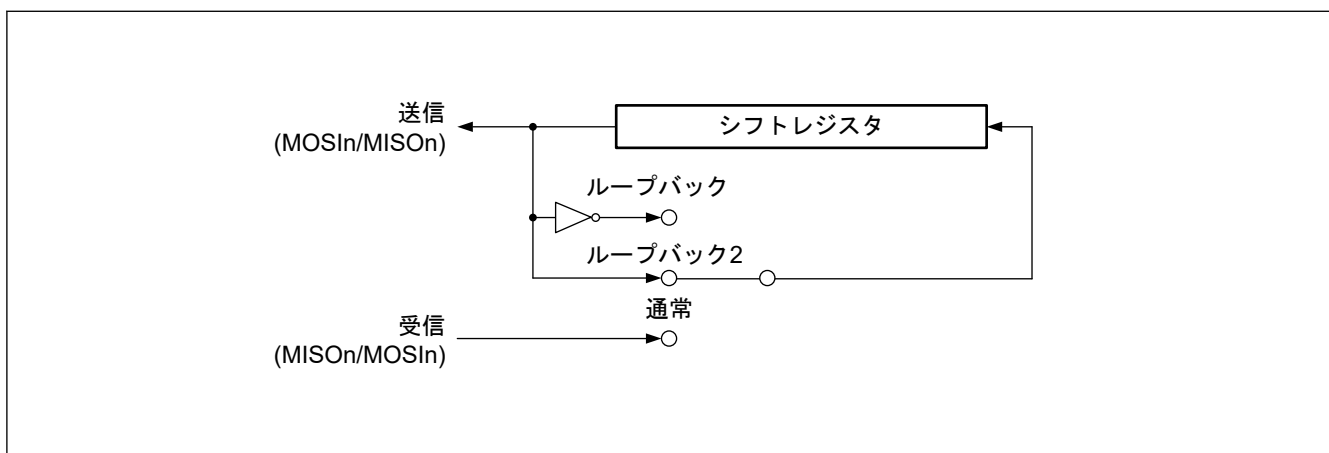 送信
(MOSIn/MISOn)
シフトレジスタ
ループバック
ループバック2
通常
受信
(MISOn/MOSIn)